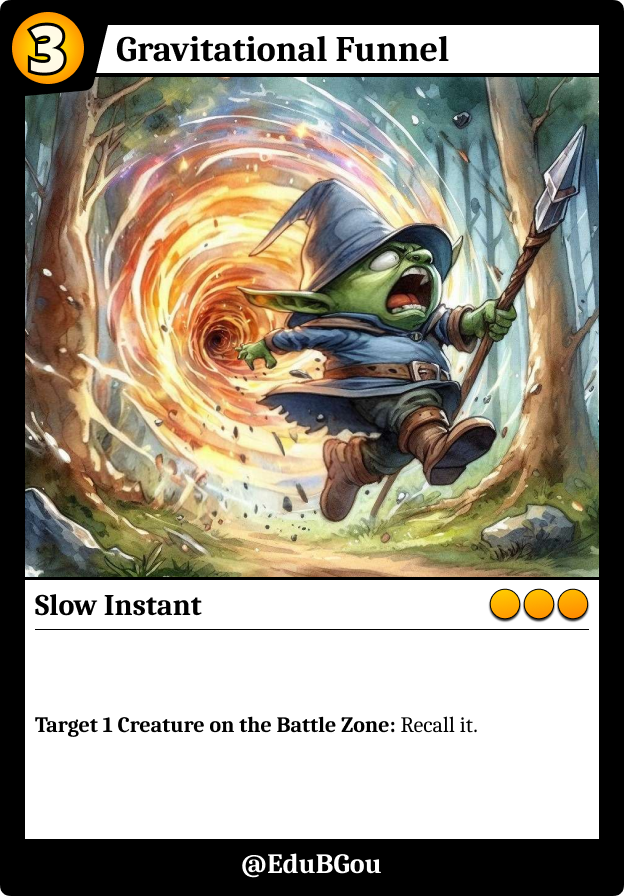 3
Gravitational Funnel
Slow Instant
Target 1 Creature on the Battle Zone: Recall it.
@EduBGou